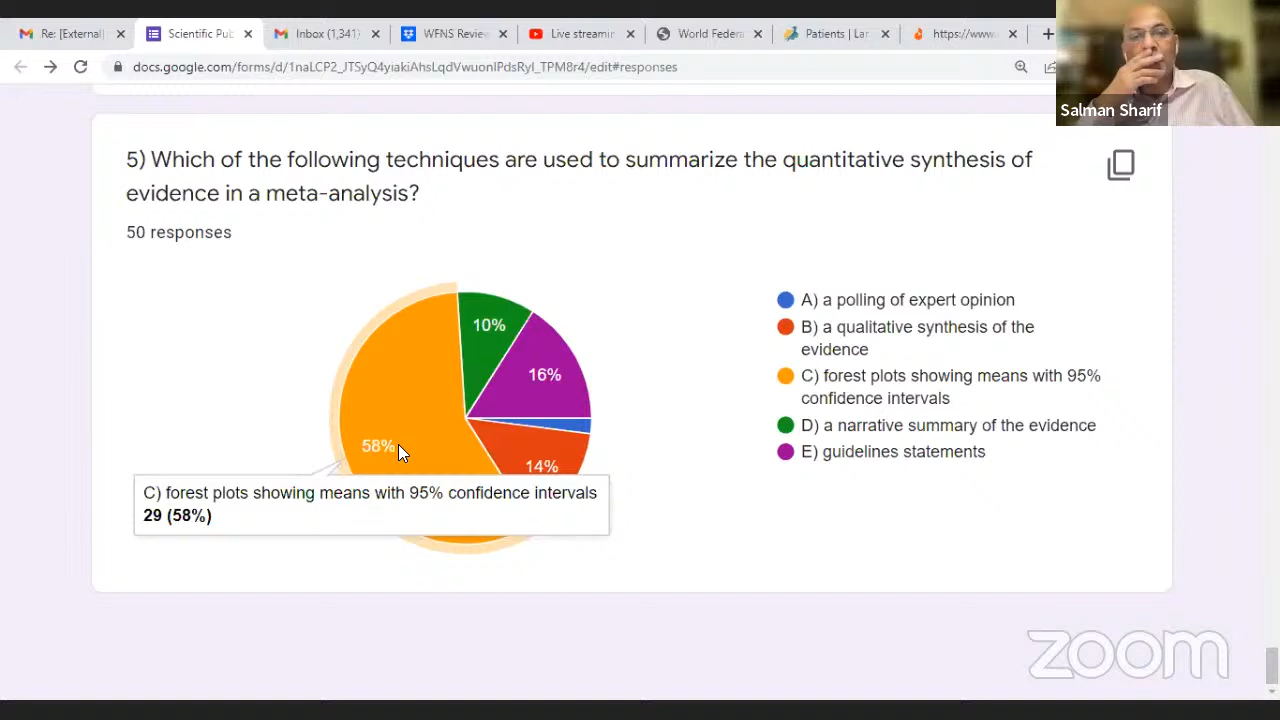 Re: [External]
Scientific Pub
Inbox (1,341)
WFNS Review
Live streamin
World Federa
Patients | Lar
https://www.
docs.google.com/forms/d/1naLCP2_JTSyQ4yiakiAhsLqdVwuonIPdsRyl_TPM8r4/edit#responses
Salman Sharif
5) Which of the following techniques are used to summarize the quantitative synthesis of
evidence in a meta-analysis?
50 responses
10%
16%
58%
14%
C) forest plots showing means with 95% confidence intervals
29 (58%)
A) a polling of expert opinion
B) a qualitative synthesis of the
evidence
C) forest plots showing means with 95%
confidence intervals
D) a narrative summary of the evidence
E) guidelines statements
zoom